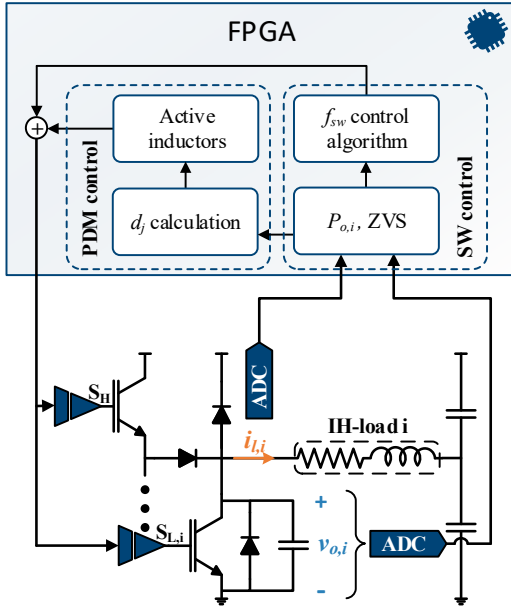 FPGA
+
Active
inductors
f_sw control
algorithm
PDM control
d_j calculation
P_o,i, ZVS
SW control
ADC
S_H
i_l,i
IH-load i
S_L,i
+
v_o,i
-
ADC